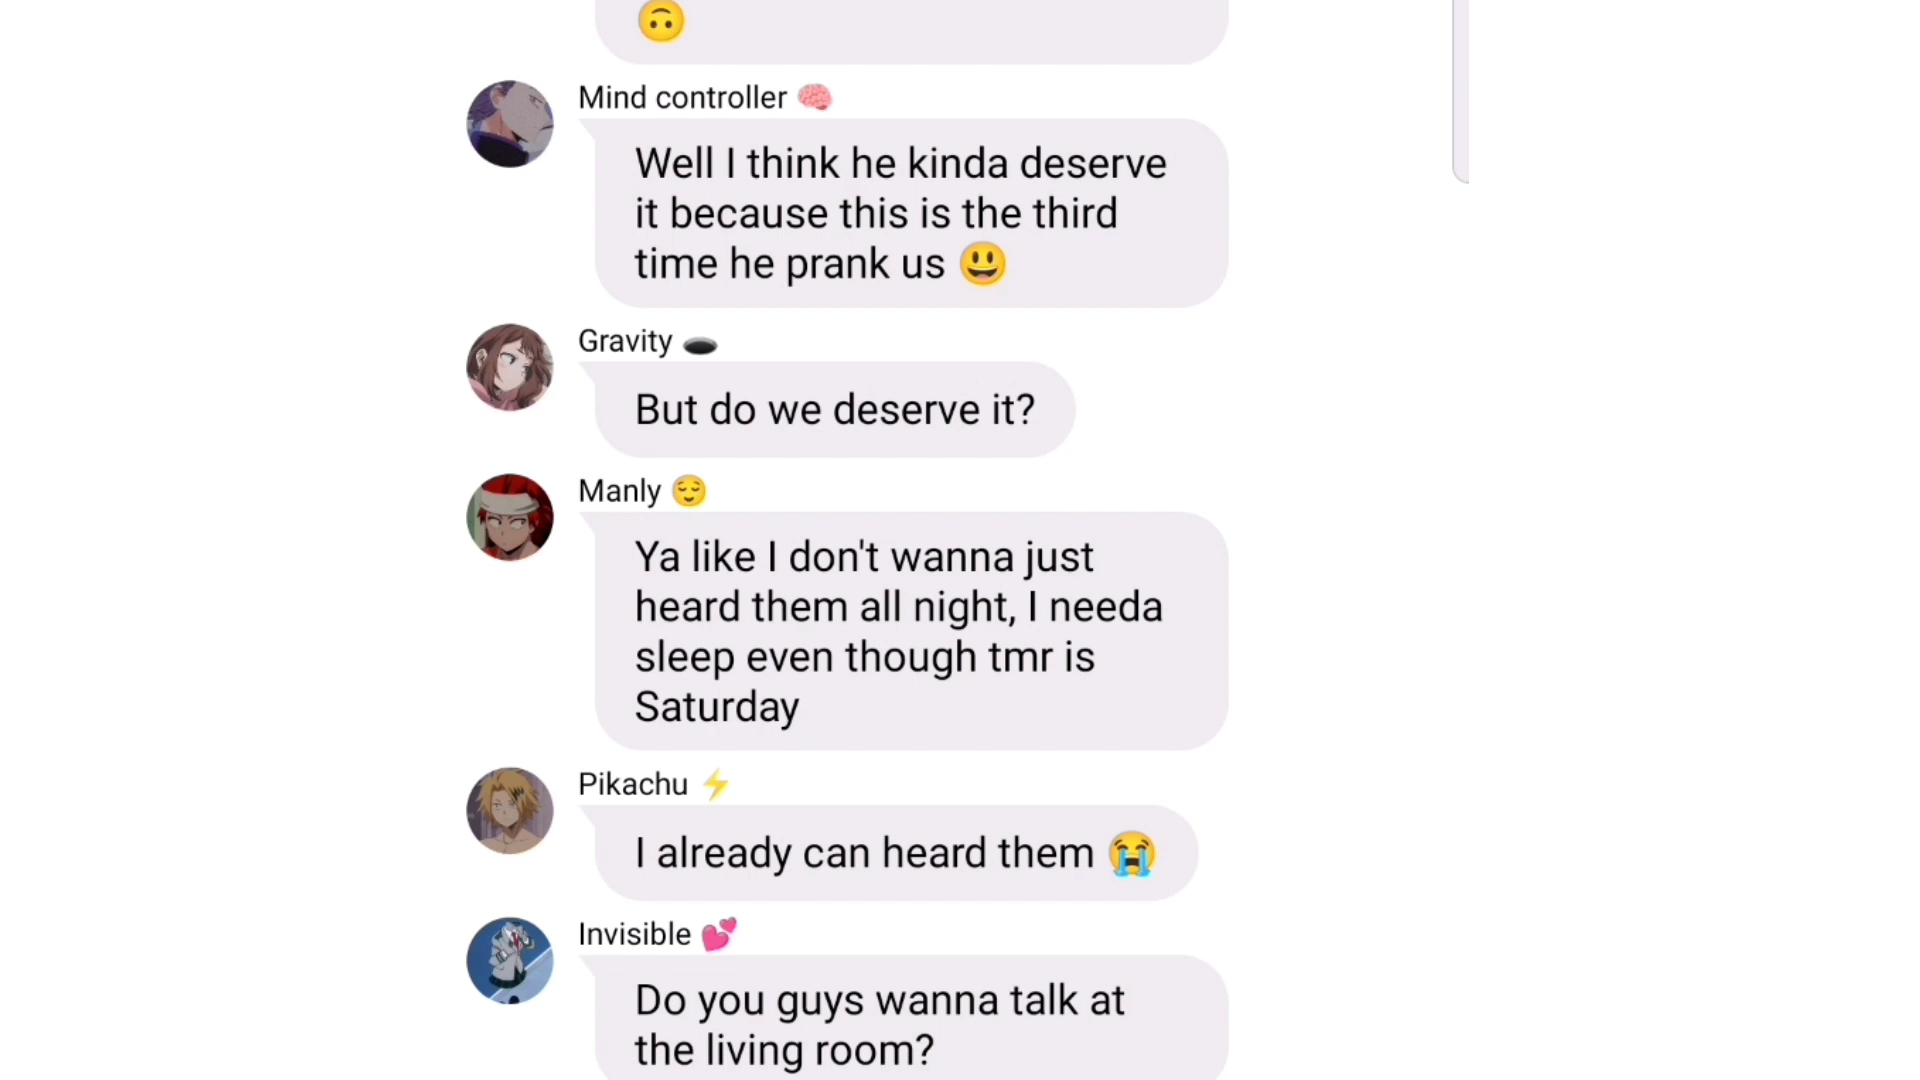 🙃
Mind controller 🧠
Well I think he kinda deserve
it because this is the third
time he prank us 😃
Gravity 🕳️
But do we deserve it?
Manly 😌
Ya like I don't wanna just
heard them all night, I needa
sleep even though tmr is
Saturday
Pikachu ⚡
I already can heard them 😭
Invisible 💕
Do you guys wanna talk at
the living room?